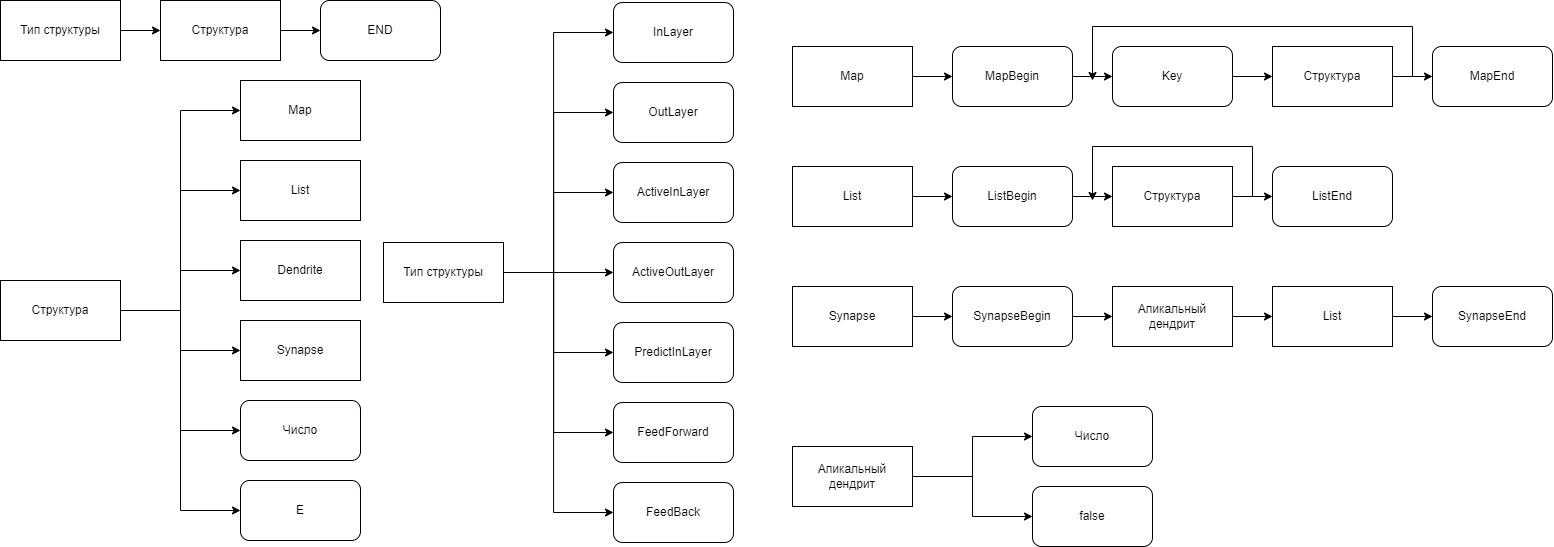 Тип структуры
Структура
END
Map
List
Dendrite
Структура
Synapse
Число
E
InLayer
OutLayer
ActiveInLayer
Тип структуры
ActiveOutLayer
PredictInLayer
FeedForward
FeedBack
Map
MapBegin
Key
Структура
MapEnd
List
ListBegin
Структура
ListEnd
Synapse
SynapseBegin
Апикальный
дендрит
List
SynapseEnd
Апикальный
дендрит
Число
false